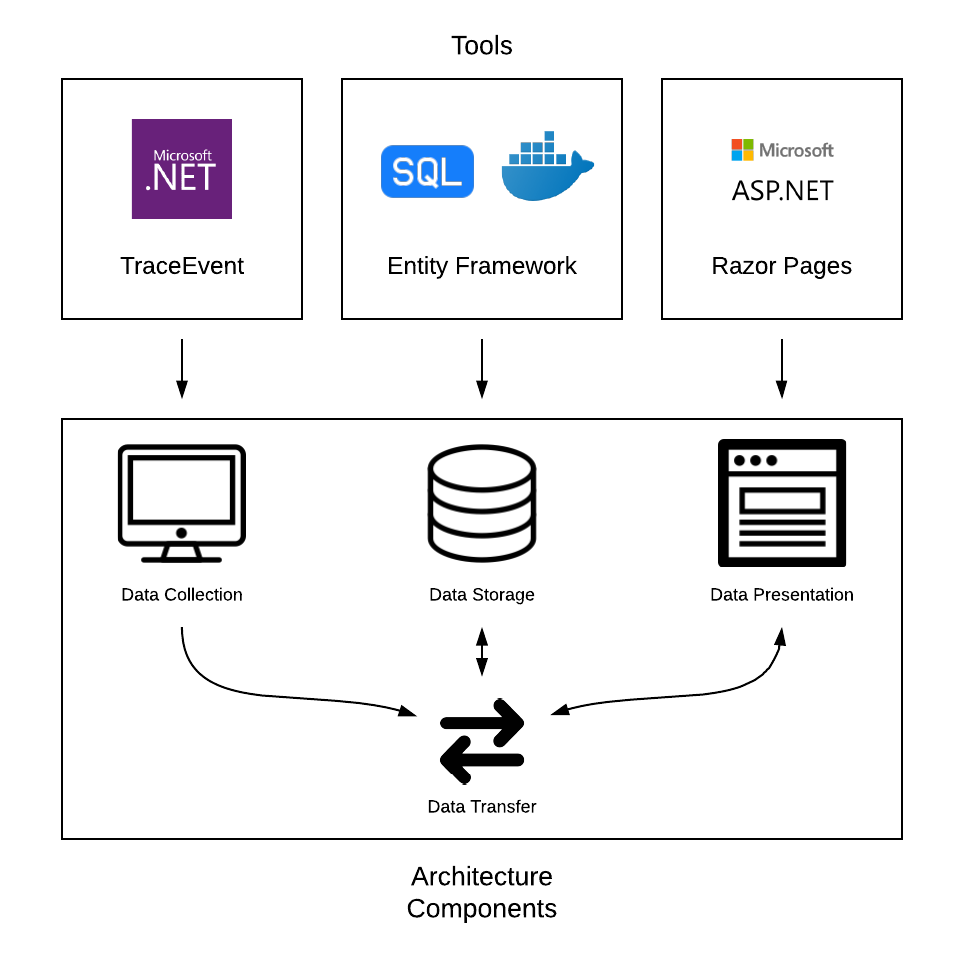 Tools
Microsoft
.NET
TraceEvent
SQL
Entity Framework
Microsoft
ASP.NET
Razor Pages
Data Collection
Data Storage
Data Presentation
Data Transfer
Architecture
Components